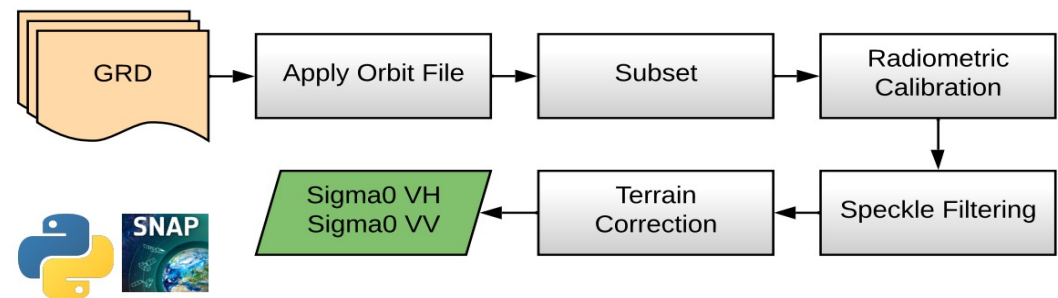 GRD
Apply Orbit File
Subset
Radiometric
Calibration
Speckle Filtering
Terrain
Correction
Sigma0 VH
Sigma0 VV
SNAP